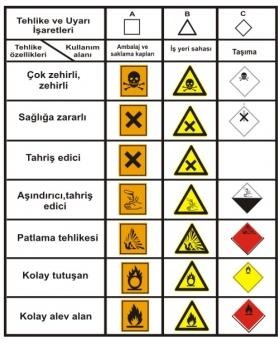 Tehlike ve Uyarı
İşaretleri
A
B
C
Tehlike
özellikleri
Kullanım
alanı
Ambalaj ve
saklama kapları
İş yeri sahası
Taşıma
Çok zehirli,
zehirli
Sağlığa zararlı
Tahriş edici
Aşındırıcı,tahriş
edici
Patlama tehlikesi
Kolay tutuşan
Kolay alev alan